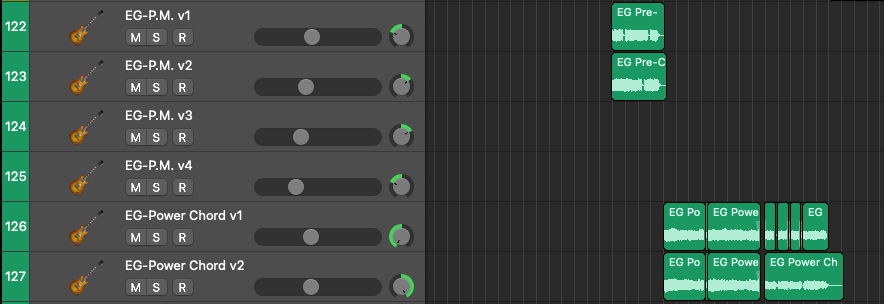 122
EG-P.M. v1
M S R
EG Pre-
123
EG-P.M. v2
M S R
EG Pre-C
124
EG-P.M. v3
M S R
125
EG-P.M. v4
M S R
126
EG-Power Chord v1
M S R
EG Po
EG Powe
EG
127
EG-Power Chord v2
M S R
EG Po
EG Powe
EG Power Ch